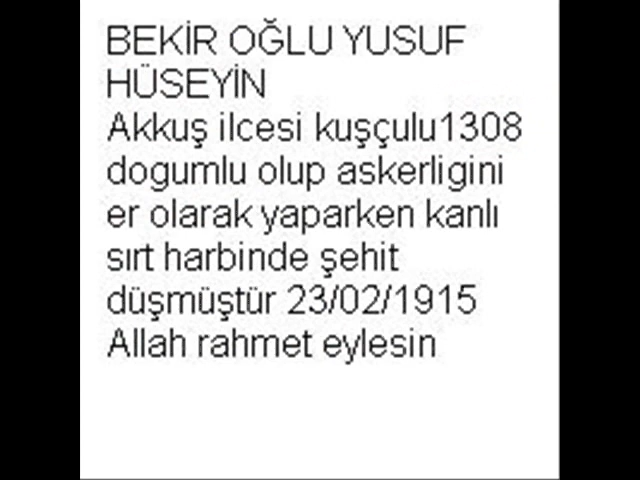 BEKİR OĞLU YUSUF
HÜSEYİN
Akkuş ilcesi kuşçulu1308
dogumlu olup askerligini
er olarak yaparken kanlı
sırt harbinde şehit
düşmüştür 23/02/1915
Allah rahmet eylesin